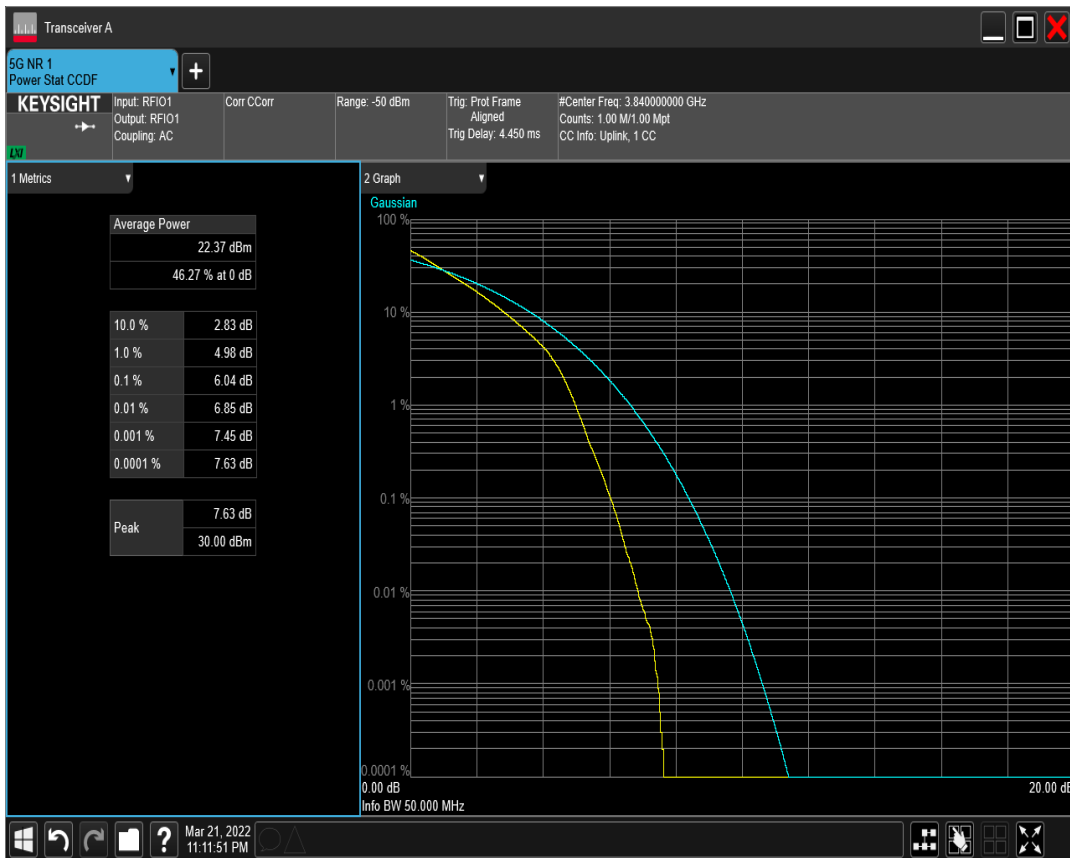 Transceiver A
5G NR 1
Power Stat CCDF
KEYSIGHT
LXI
Input: RFIO1
Output: RFIO1
Coupling: AC
Corr CCorr
Range: -50 dBm
Trig: Prot Frame
Aligned
Trig Delay: 4.450 ms
#Center Freq: 3.840000000 GHz
Counts: 1.00 M/1.00 Mpt
CC Info: Uplink, 1 CC
1 Metrics
Average Power
22.37 dBm
46.27 % at 0 dB
10.0 % 2.83 dB
1.0 % 4.98 dB
0.1 % 6.04 dB
0.01 % 6.85 dB
0.001 % 7.45 dB
0.0001 % 7.63 dB
Peak
7.63 dB
30.00 dBm
2 Graph
Gaussian
100 %
10 %
1 %
0.1 %
0.01 %
0.001 %
0.0001 %
0.00 dB 20.00 dB
Info BW 50.000 MHz
? Mar 21, 2022
11:11:51 PM